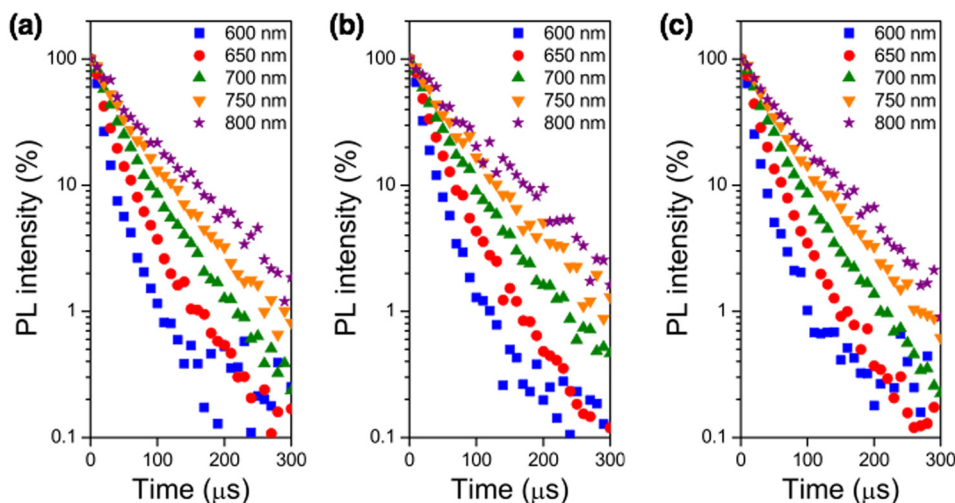 (a)
600 nm
650 nm
700 nm
750 nm
800 nm
PL intensity (%)
100
10
1
0.1
0 100 200 300
Time (μs)
(b)
600 nm
650 nm
700 nm
750 nm
800 nm
PL intensity (%)
100
10
1
0.1
0 100 200 300
Time (μs)
(c)
600 nm
650 nm
700 nm
750 nm
800 nm
PL intensity (%)
100
10
1
0.1
0 100 200 300
Time (μs)